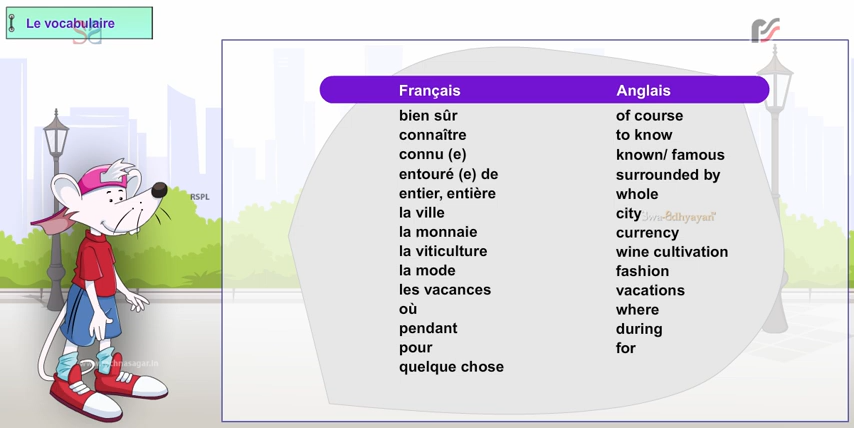 Le vocabulaire
Français Anglais
bien sûr of course
connaître to know
connu (e) known/ famous
entouré (e) de surrounded by
entier, entière whole
la ville city
la monnaie currency
la viticulture wine cultivation
la mode fashion
les vacances vacations
où where
pendant during
pour for
quelque chose
RSPL